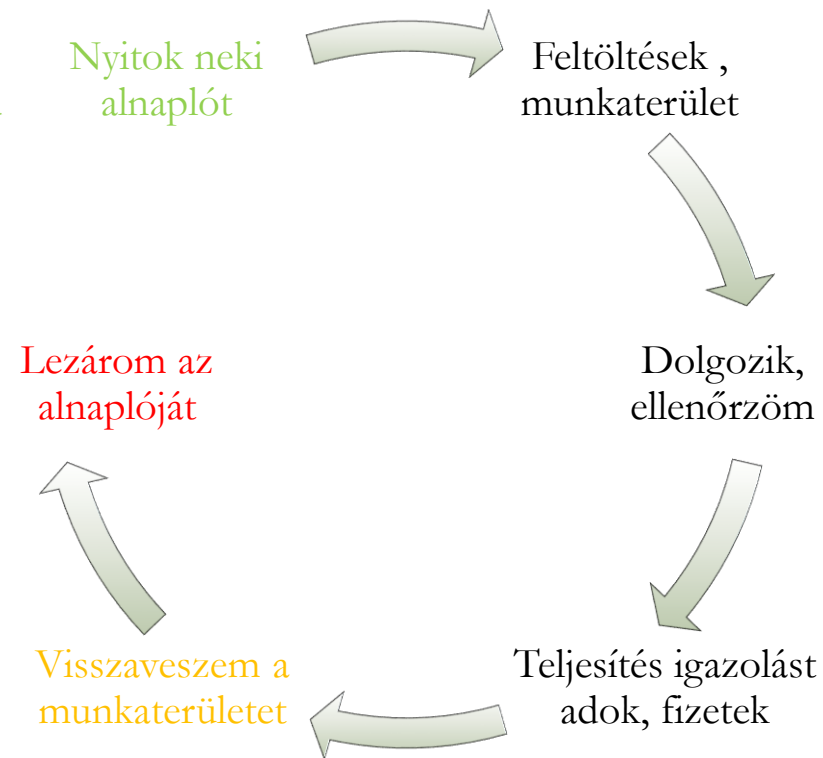 Nyitok neki
alnaplót
Feltöltések ,
munkaterület
Dolgozik,
ellenőrzöm
Teljesítés igazolást
adok, fizetek
Visszaveszem a
munkaterületet
Lezárom az
alnaplóját